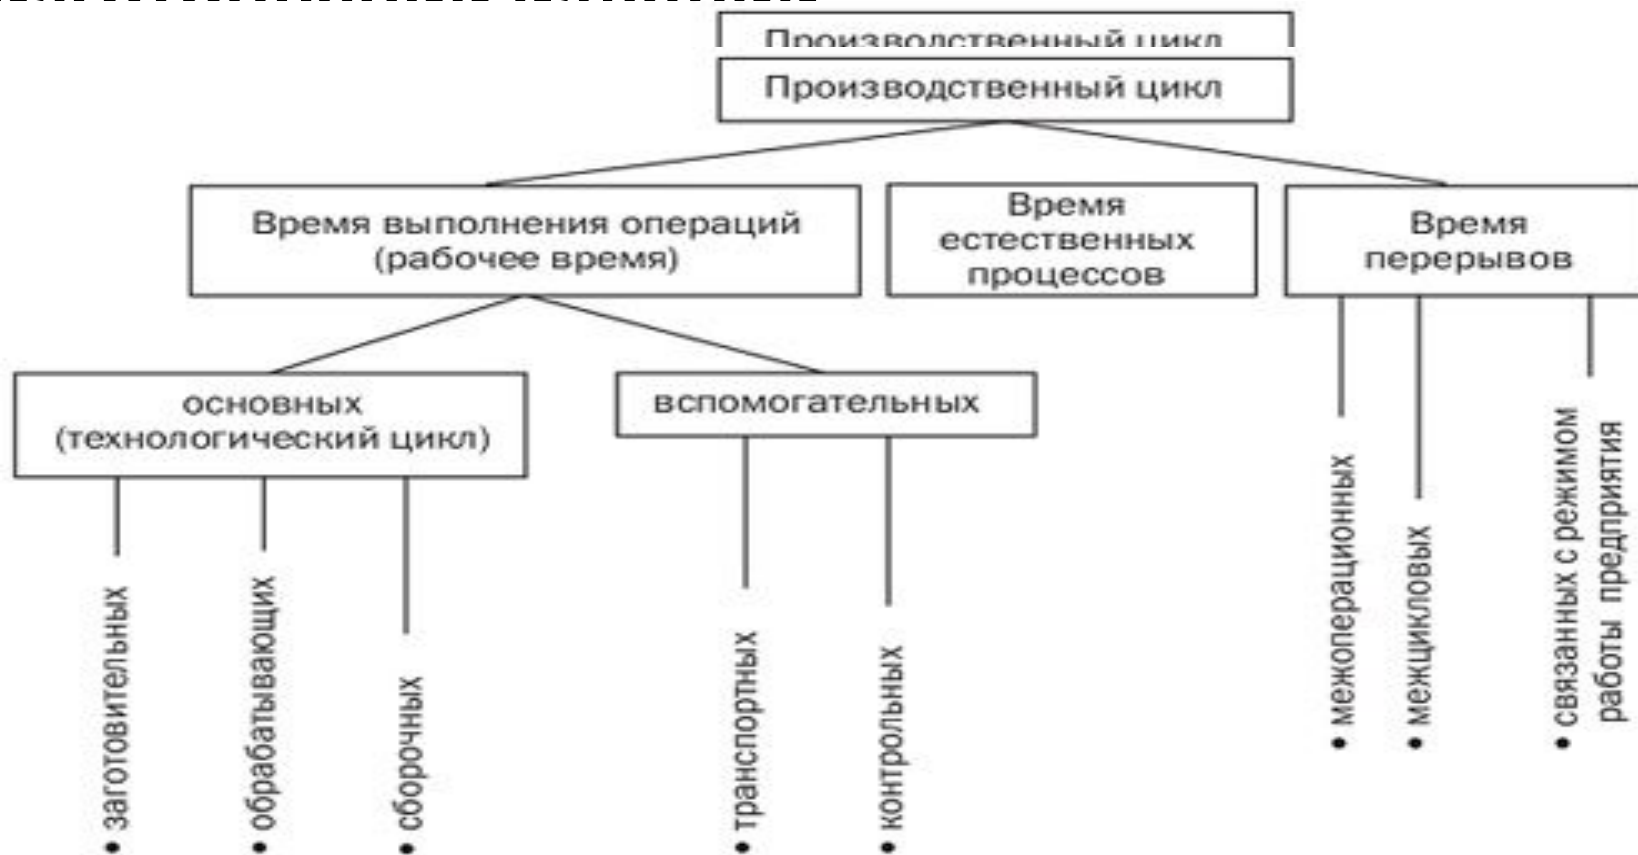 Производственный цикл
Производственный цикл
Время выполнения операций
(рабочее время)
Время
естественных
процессов
Время
перерывов
основных
(технологический цикл)
вспомогательных
• заготовительных
• обрабатывающих
• сборочных
• транспортных
• контрольных
• межоперационных
• межцикловых
• связанных с режимом
работы предприятия